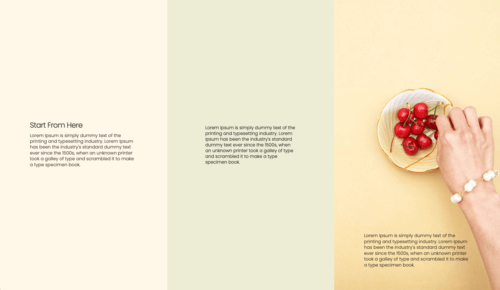 Start From Here
Lorem Ipsum is simply dummy text of the
printing and typesetting industry. Lorem Ipsum
has been the industry's standard dummy text
ever since the 1500s, when an unknown printer
took a galley of type and scrambled it to make
a type specimen book.
Lorem Ipsum is simply dummy text of the
printing and typesetting industry. Lorem
Ipsum has been the industry's standard
dummy text ever since the 1500s, when
an unknown printer took a galley of type
and scrambled it to make a type
specimen book.
Lorem Ipsum is simply dummy text of the
printing and typesetting industry. Lorem Ipsum
has been the industry's standard dummy text
ever since the 1500s, when an unknown printer
took a galley of type and scrambled it to make
a type specimen book.